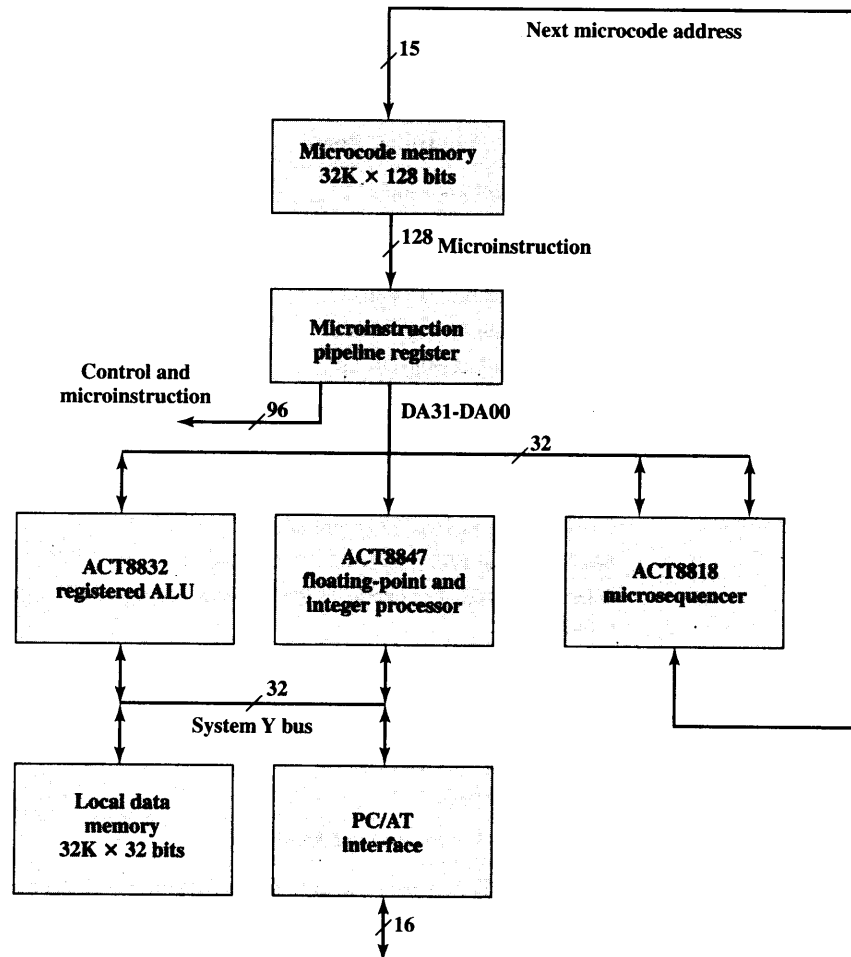 Next microcode address
15
Microcode memory
32K × 128 bits
128
Microinstruction
Microinstruction
pipeline register
Control and
microinstruction
96
DA31-DA00
32
ACT8832
registered ALU
ACT8847
floating-point and
integer processor
ACT8818
microsequencer
32
System Y bus
Local data
memory
32K × 32 bits
PC/AT
interface
16